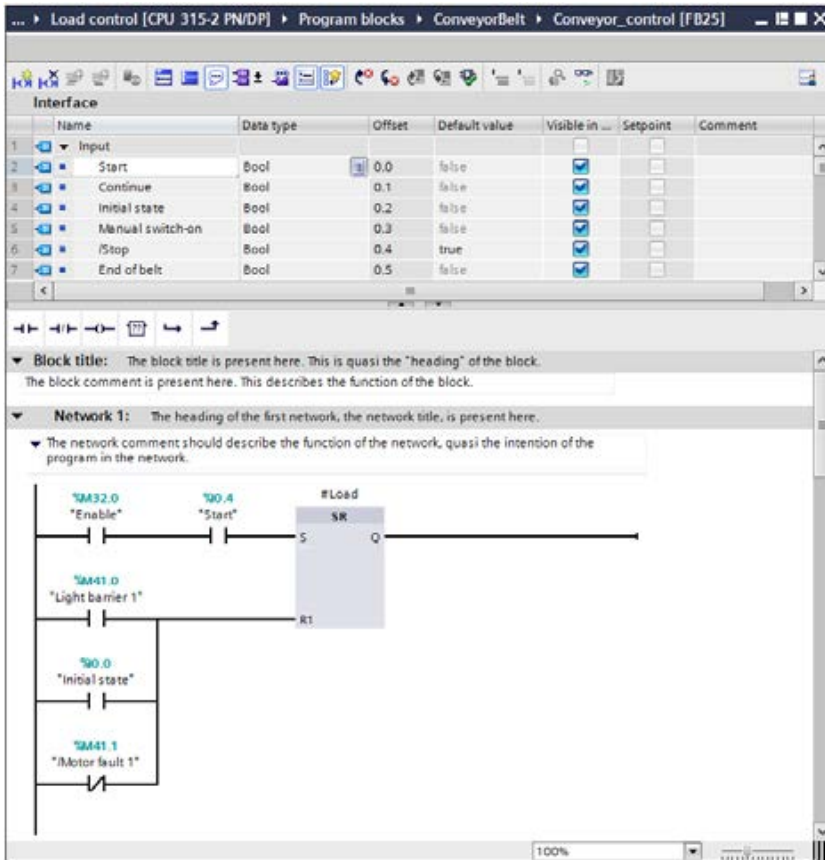 ... ▸ Load control [CPU 315-2 PN/DP] ▸ Program blocks ▸ ConveyorBelt ▸ Conveyor_control [FB25]
Interface
Name Data type Offset Default value Visible in ... Setpoint Comment
1 Input
2 Start Bool 0.0 false
3 Continue Bool 0.1 false
4 Initial state Bool 0.2 false
5 Manual switch-on Bool 0.3 false
6 /Stop Bool 0.4 true
7 End of belt Bool 0.5 false
Block title: The block title is present here. This is quasi the "heading" of the block.
The block comment is present here. This describes the function of the block.
Network 1: The heading of the first network, the network title, is present here.
The network comment should describe the function of the network, quasi the intention of the
program in the network.
%M32.0 %I0.4 #Load
"Enable" "Start" SR
S Q
%M41.0
"Light barrier 1"
R1
%I0.0
"Initial state"
%M41.1
"/Motor fault 1"
100%